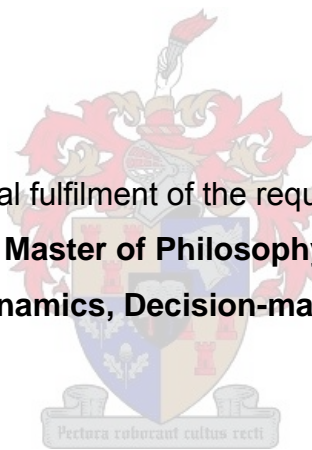 al fulfilment of the requ
Master of Philosophy
namics, Decision-ma
Pectora roborant cultus recti